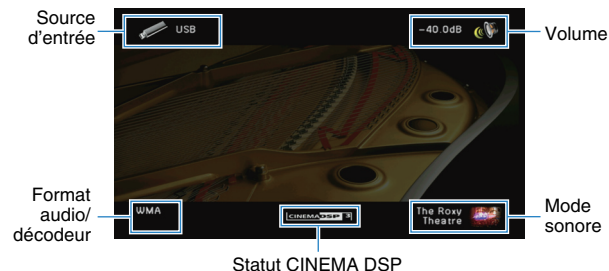 Source
d'entrée
USB
-40.0dB
Volume
Format
audio/
décodeur
WMA
CINEMA DSP 3
The Roxy
Theatre
Mode
sonore
Statut CINEMA DSP